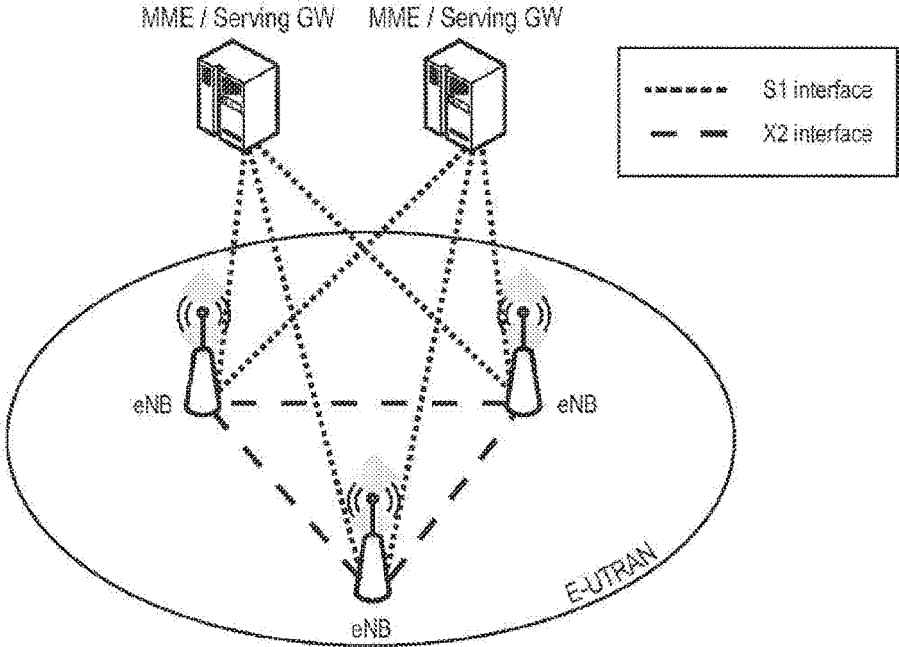 MME / Serving GW
MME / Serving GW
S1 interface
X2 interface
eNB
eNB
eNB
E-UTRAN